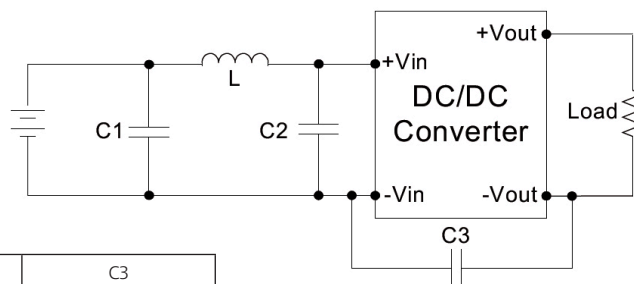 +Vout
+Vin
L
DC/DC
Converter
Load
C1
C2
-Vin
-Vout
C3
C3